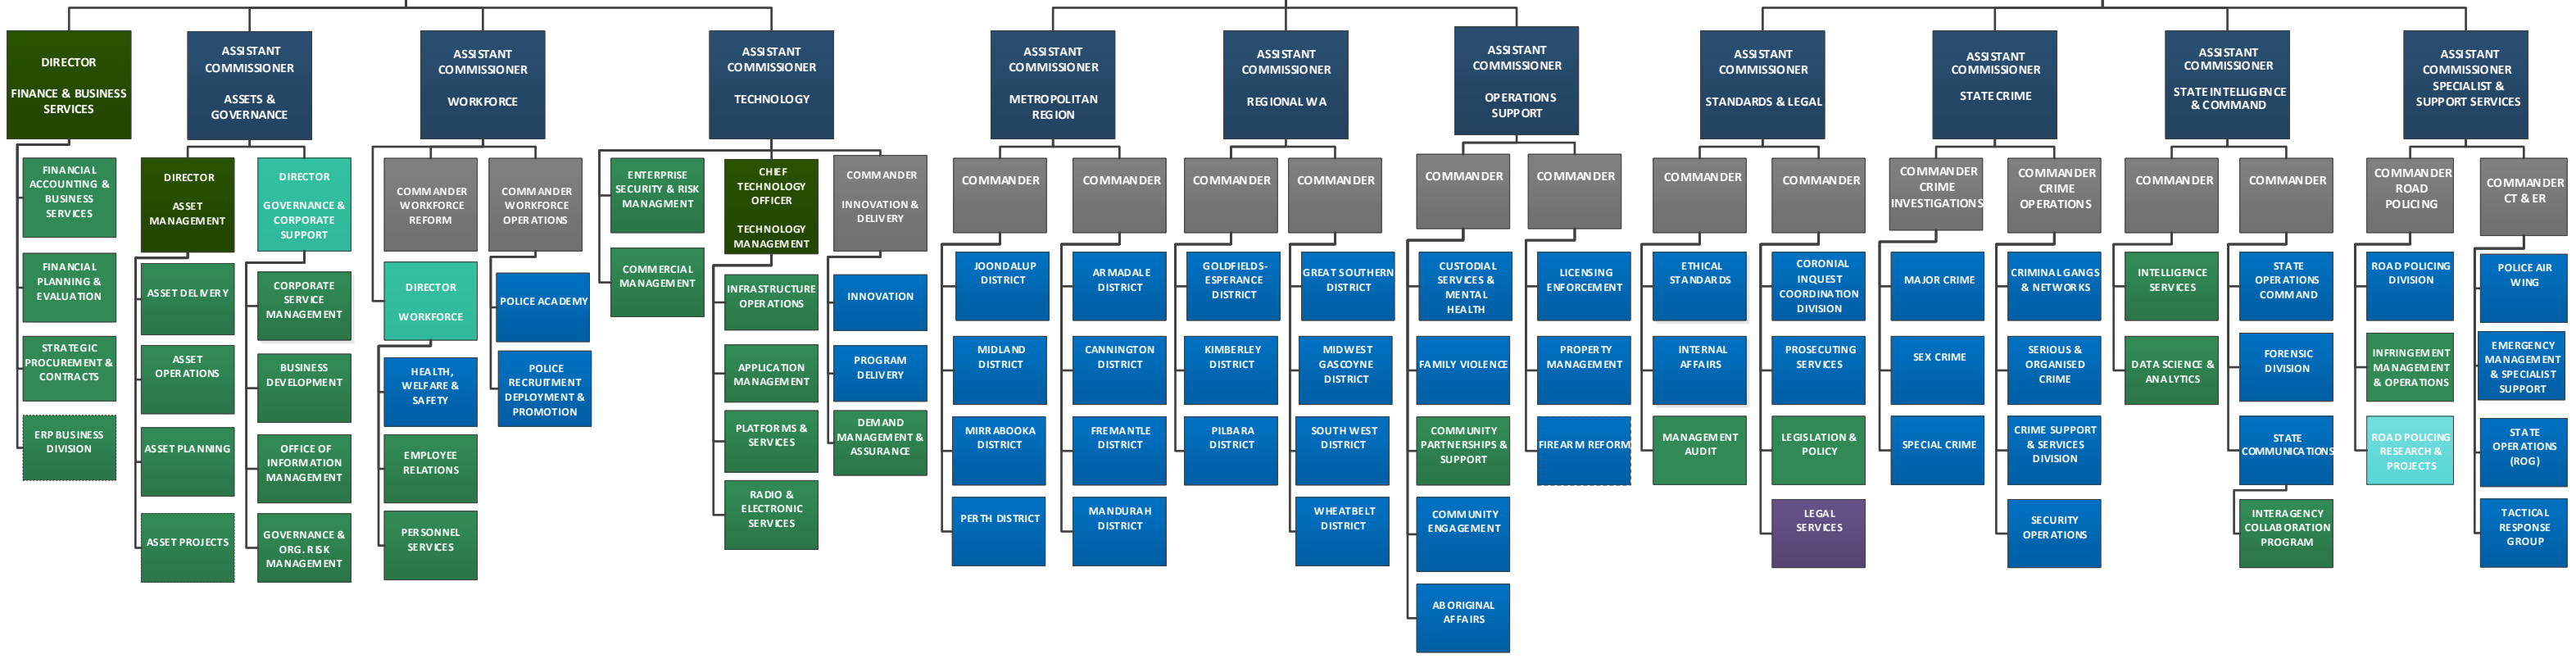 DIRECTOR
FINANCE & BUSINESS
SERVICES
FINANCIAL
ACCOUNTING &
BUSINESS
SERVICES
FINANCIAL
PLANNING &
EVALUATION
STRATEGIC
PROCUREMENT &
CONTRACTS
ERP BUSINESS
DIVISION
ASSISTANT
COMMISSIONER
ASSETS &
GOVERNANCE
DIRECTOR
ASSET
MANAGEMENT
ASSET DELIVERY
ASSET
OPERATIONS
ASSET PLANNING
ASSET PROJECTS
DIRECTOR
GOVERNANCE &
CORPORATE
SUPPORT
CORPORATE
SERVICE
MANAGEMENT
BUSINESS
DEVELOPMENT
OFFICE OF
INFORMATION
MANAGEMENT
GOVERNANCE &
ORG. RISK
MANAGEMENT
ASSISTANT
COMMISSIONER
WORKFORCE
COMMANDER
WORKFORCE
REFORM
DIRECTOR
WORKFORCE
HEALTH,
WELFARE &
SAFETY
EMPLOYEE
RELATIONS
PERSONNEL
SERVICES
COMMANDER
WORKFORCE
OPERATIONS
POLICE ACADEMY
POLICE
RECRUITMENT
DEPLOYMENT &
PROMOTION
ASSISTANT
COMMISSIONER
TECHNOLOGY
ENTERPRISE
SECURITY & RISK
MANAGMENT
COMMERCIAL
MANAGEMENT
CHIEF
TECHNOLOGY
OFFICER
TECHNOLOGY
MANAGEMENT
INFRASTRUCTURE
OPERATIONS
APPLICATION
MANAGEMENT
PLATFORMS &
SERVICES
RADIO &
ELECTRONIC
SERVICES
COMMANDER
INNOVATION &
DELIVERY
INNOVATION
PROGRAM
DELIVERY
DEMAND
MANAGEMENT &
ASSURANCE
ASSISTANT
COMMISSIONER
METROPOLITAN
REGION
COMMANDER
JOONDALUP
DISTRICT
MIDLAND
DISTRICT
MIRRABOOKA
DISTRICT
PERTH DISTRICT
COMMANDER
ARMADALE
DISTRICT
CANNINGTON
DISTRICT
FREMANTLE
DISTRICT
MANDURAH
DISTRICT
ASSISTANT
COMMISSIONER
REGIONAL WA
COMMANDER
GOLDFIELDS-
ESPERANCE
DISTRICT
KIMBERLEY
DISTRICT
PILBARA
DISTRICT
COMMANDER
GREAT SOUTHERN
DISTRICT
MIDWEST
GASCOYNE
DISTRICT
SOUTH WEST
DISTRICT
WHEATBELT
DISTRICT
ASSISTANT
COMMISSIONER
OPERATIONS
SUPPORT
COMMANDER
CUSTODIAL
SERVICES &
MENTAL
HEALTH
FAMILY VIOLENCE
COMMUNITY
PARTNERSHIPS &
SUPPORT
COMMUNITY
ENGAGEMENT
ABORIGINAL
AFFAIRS
COMMANDER
LICENSING
ENFORCEMENT
PROPERTY
MANAGEMENT
FIREARM REFORM
ASSISTANT
COMMISSIONER
STANDARDS & LEGAL
COMMANDER
ETHICAL
STANDARDS
INTERNAL
AFFAIRS
MANAGEMENT
AUDIT
COMMANDER
CORONIAL
INQUEST
COORDINATION
DIVISION
PROSECUTING
SERVICES
LEGISLATION &
POLICY
LEGAL
SERVICES
ASSISTANT
COMMISSIONER
STATE CRIME
COMMANDER
CRIME
INVESTIGATIONS
MAJOR CRIME
SEX CRIME
SPECIAL CRIME
COMMANDER
CRIME
OPERATIONS
CRIMINAL GANGS
& NETWORKS
SERIOUS &
ORGANISED
CRIME
CRIME SUPPORT
& SERVICES
DIVISION
SECURITY
OPERATIONS
ASSISTANT
COMMISSIONER
STATE INTELLIGENCE
& COMMAND
COMMANDER
INTELLIGENCE
SERVICES
DATA SCIENCE &
ANALYTICS
COMMANDER
STATE
OPERATIONS
COMMAND
FORENSIC
DIVISION
STATE
COMMUNICATIONS
INTERAGENCY
COLLABORATION
PROGRAM
ASSISTANT
COMMISSIONER
SPECIALIST &
SUPPORT SERVICES
COMMANDER
ROAD
POLICING
ROAD POLICING
DIVISION
INFRINGEMENT
MANAGEMENT
& OPERATIONS
ROAD POLICING
RESEARCH &
PROJECTS
COMMANDER
CT & ER
POLICE AIR
WING
EMERGENCY
MANAGEMENT
& SPECIALIST
SUPPORT
STATE
OPERATIONS
(ROG)
TACTICAL
RESPONSE
GROUP